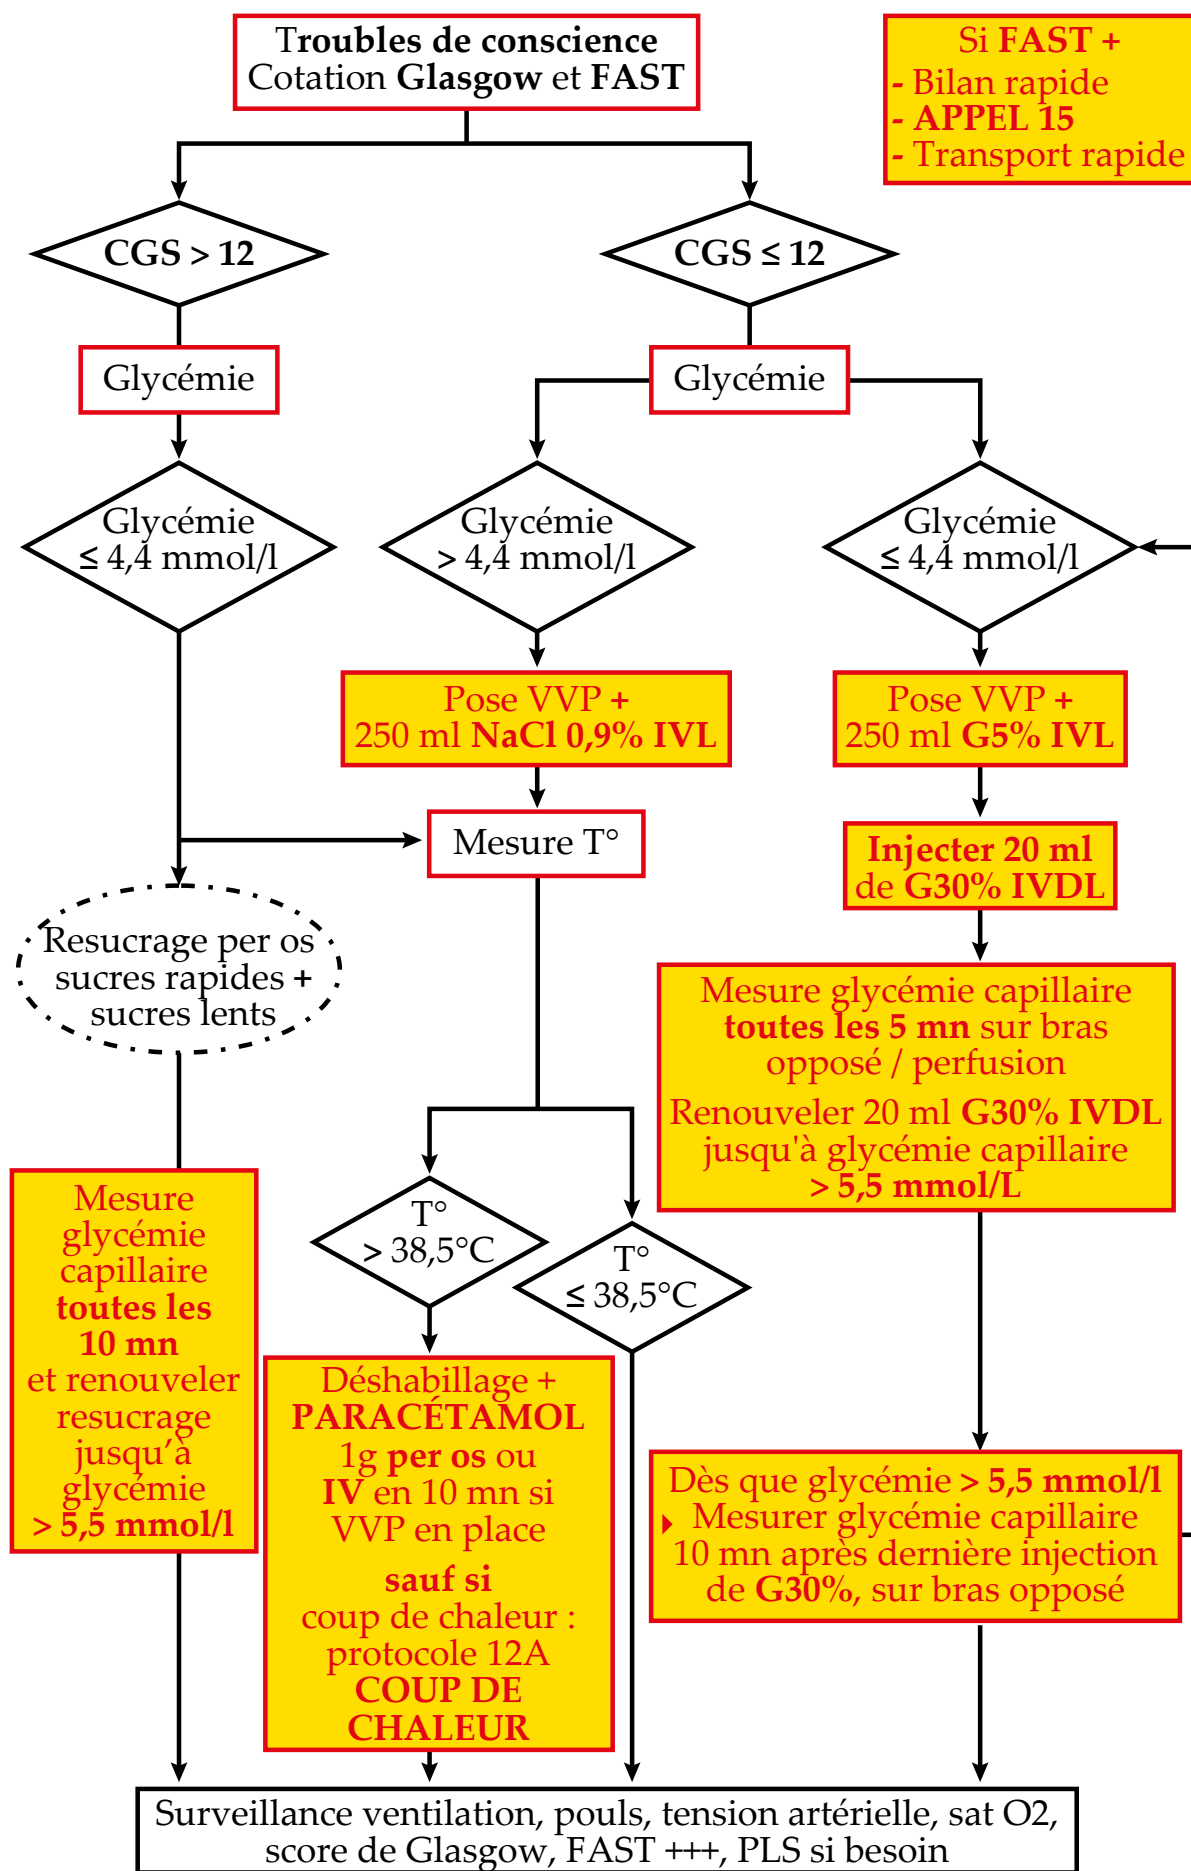 Troubles de conscience
Cotation Glasgow et FAST
Si FAST +
- Bilan rapide
- APPEL 15
- Transport rapide
CGS > 12
CGS ≤ 12
Glycémie
Glycémie
Glycémie
≤ 4,4 mmol/l
Glycémie
> 4,4 mmol/l
Glycémie
≤ 4,4 mmol/l
Pose VVP +
250 ml NaCl 0,9% IVL
Pose VVP +
250 ml G5% IVL
Mesure T°
Injecter 20 ml
de G30% IVDL
Resucrage per os
sucres rapides +
sucres lents
Mesure glycémie capillaire
toutes les 5 mn sur bras
opposé / perfusion
Renouveler 20 ml G30% IVDL
jusqu'à glycémie capillaire
> 5,5 mmol/L
Mesure
glycémie
capillaire
toutes les
10 mn
et renouveler
resucrage
jusqu’à
glycémie
> 5,5 mmol/l
T°
> 38,5°C
T°
≤ 38,5°C
Déshabillage +
PARACÉTAMOL
1g per os ou
IV en 10 mn si
VVP en place
sauf si
coup de chaleur :
protocole 12A
COUP DE
CHALEUR
Dès que glycémie > 5,5 mmol/l
Mesurer glycémie capillaire
10 mn après dernière injection
de G30%, sur bras opposé
Surveillance ventilation, pouls, tension artérielle, sat O2,
score de Glasgow, FAST +++, PLS si besoin